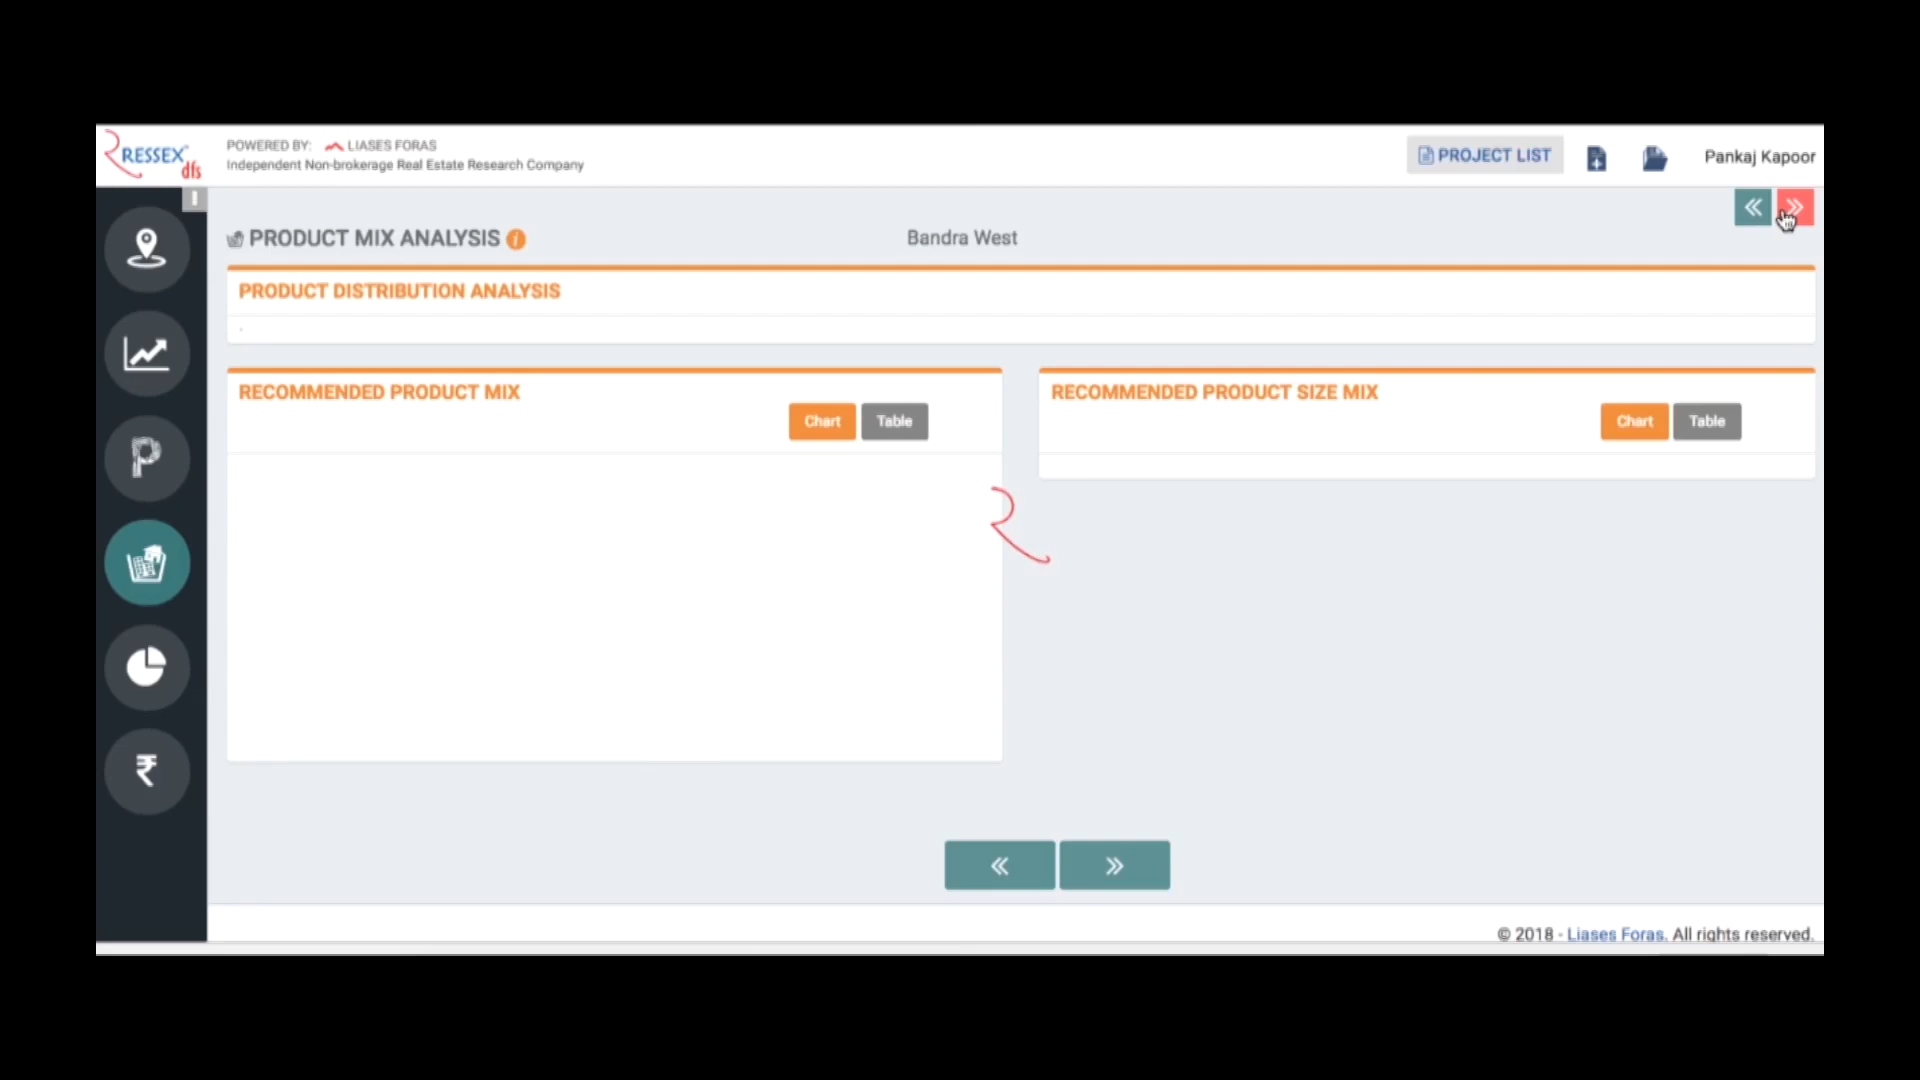 RESSEX dfs
POWERED BY: LIASES FORAS
Independent Non-brokerage Real Estate Research Company
PROJECT LIST
Pankaj Kapoor
PRODUCT MIX ANALYSIS i
Bandra West
PRODUCT DISTRIBUTION ANALYSIS
RECOMMENDED PRODUCT MIX
Chart Table
RECOMMENDED PRODUCT SIZE MIX
Chart Table
P
₹
© 2018 - Liases Foras. All rights reserved.